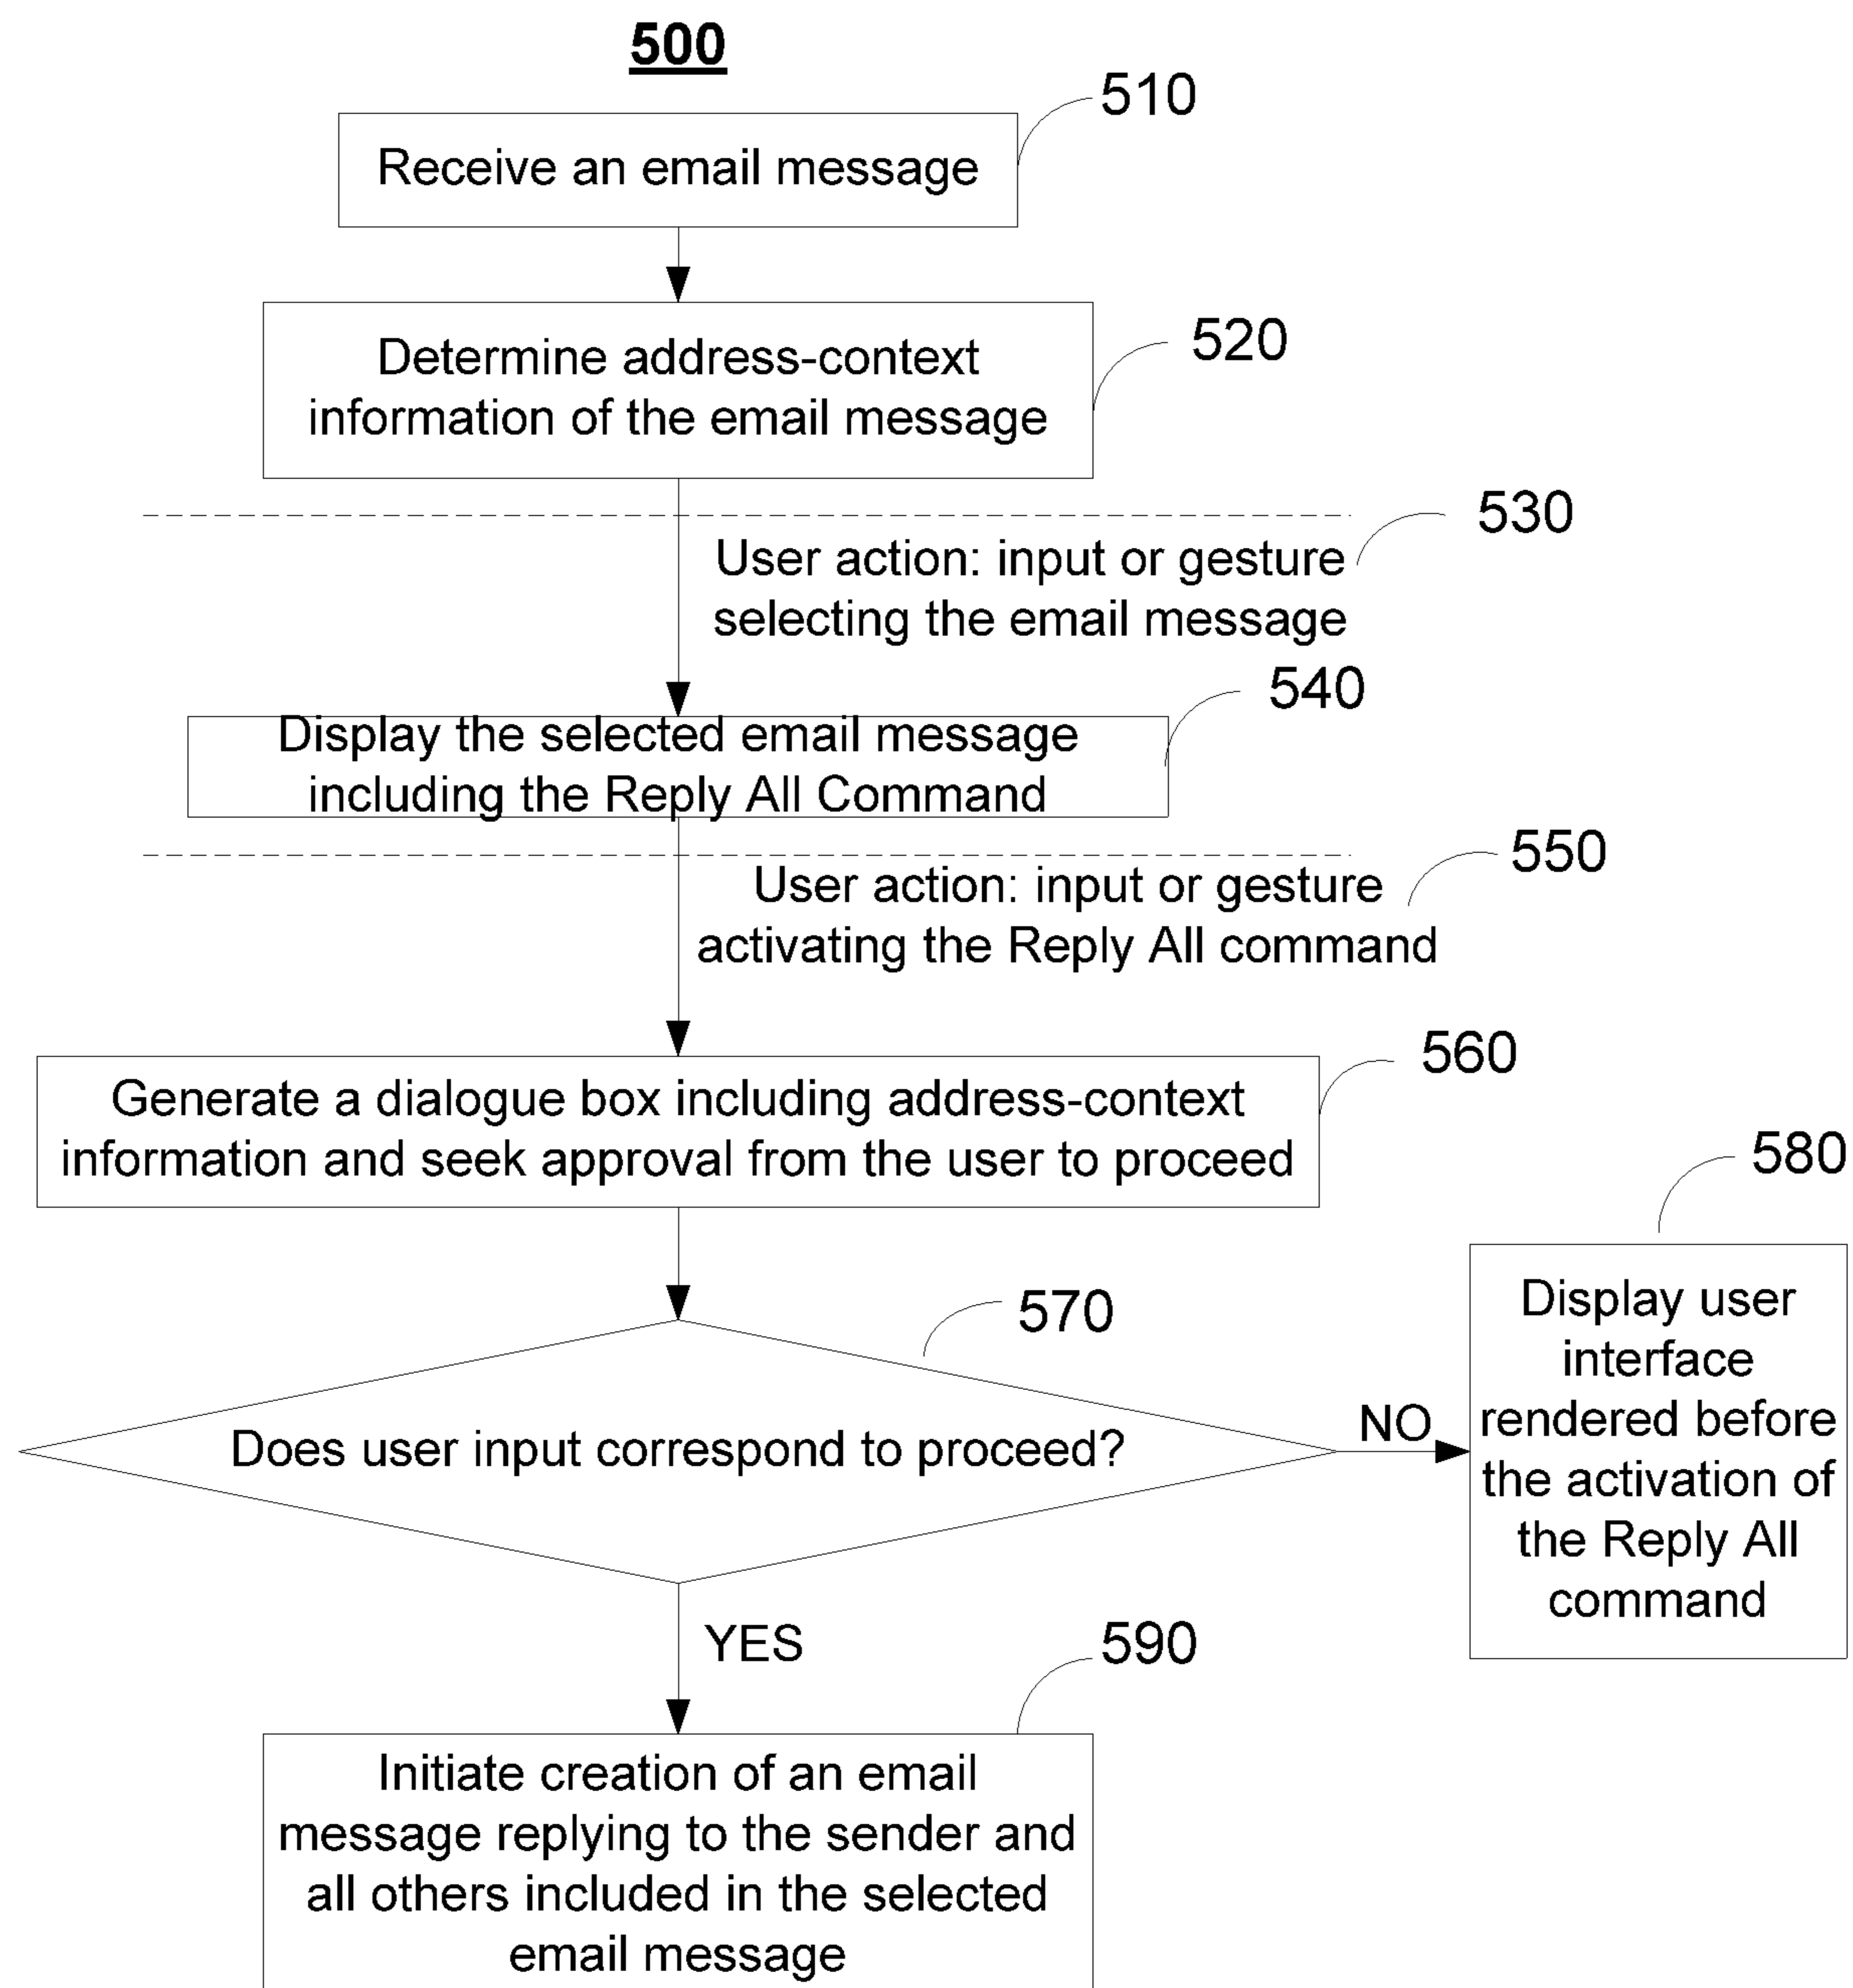 500
510
Receive an email message
520
Determine address-context
information of the email message
530
User action: input or gesture
selecting the email message
540
Display the selected email message
including the Reply All Command
550
User action: input or gesture
activating the Reply All command
560
Generate a dialogue box including address-context
information and seek approval from the user to proceed
570
Does user input correspond to proceed?
NO
580
Display user
interface
rendered before
the activation of
the Reply All
command
YES
590
Initiate creation of an email
message replying to the sender and
all others included in the selected
email message